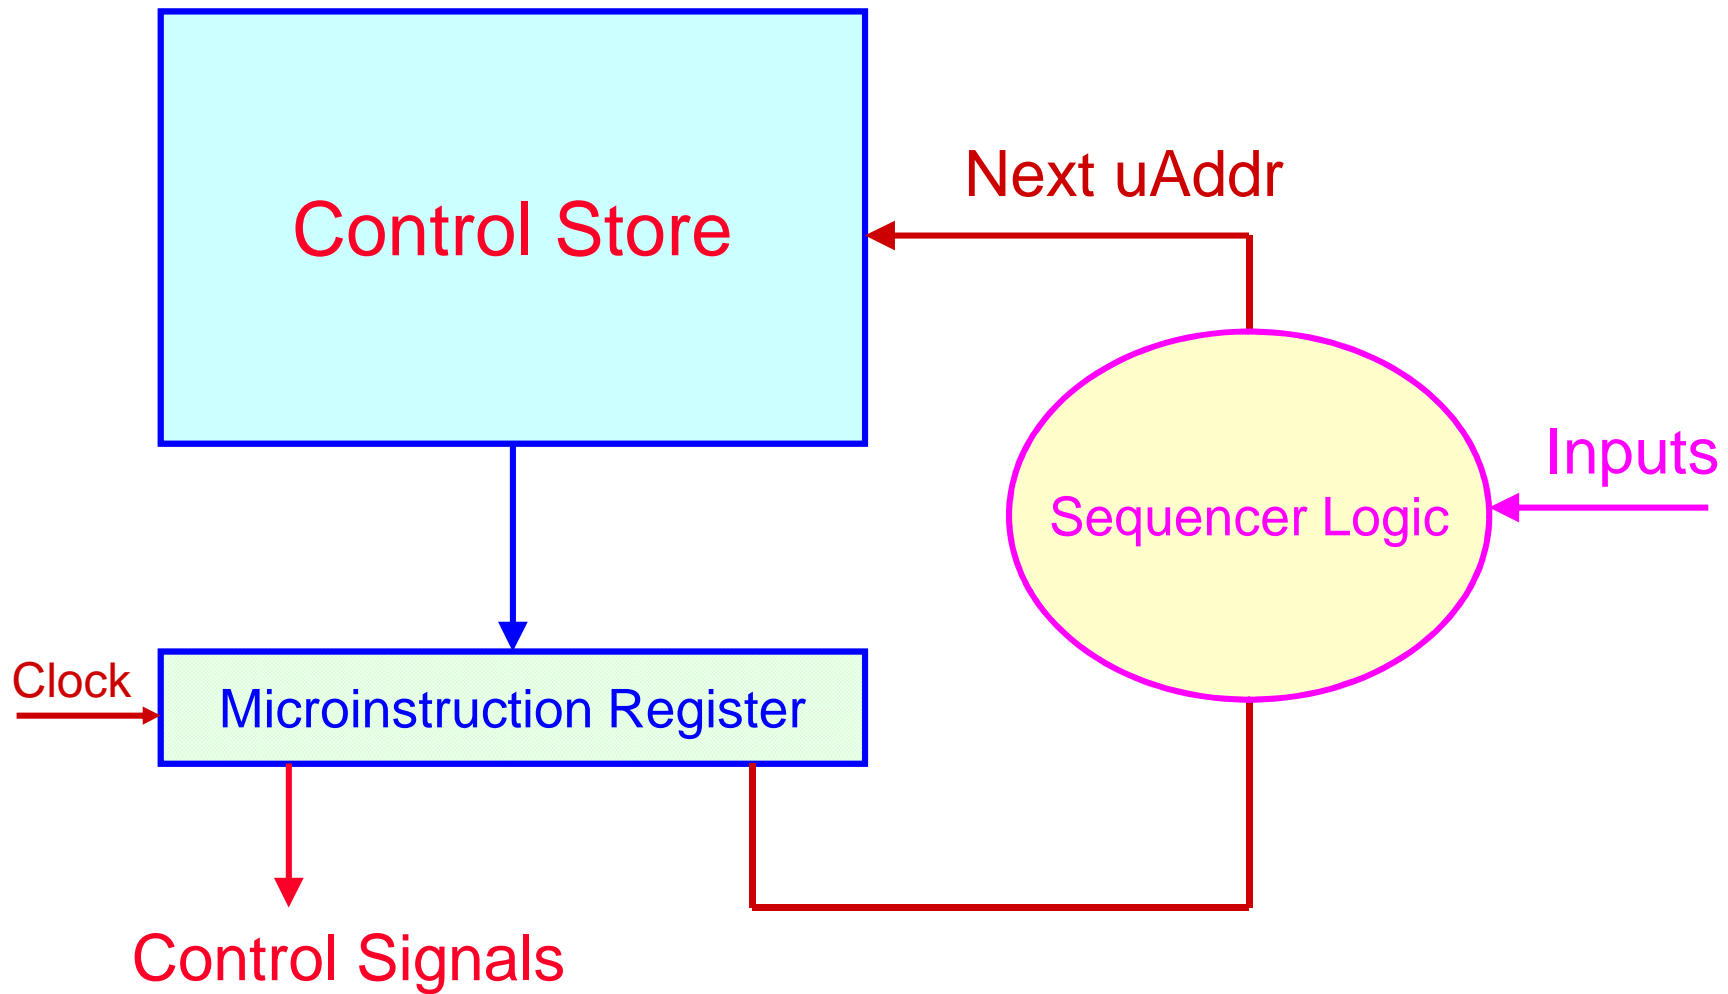 Control Store
Next uAddr
Inputs
Sequencer Logic
Clock
Microinstruction Register
Control Signals